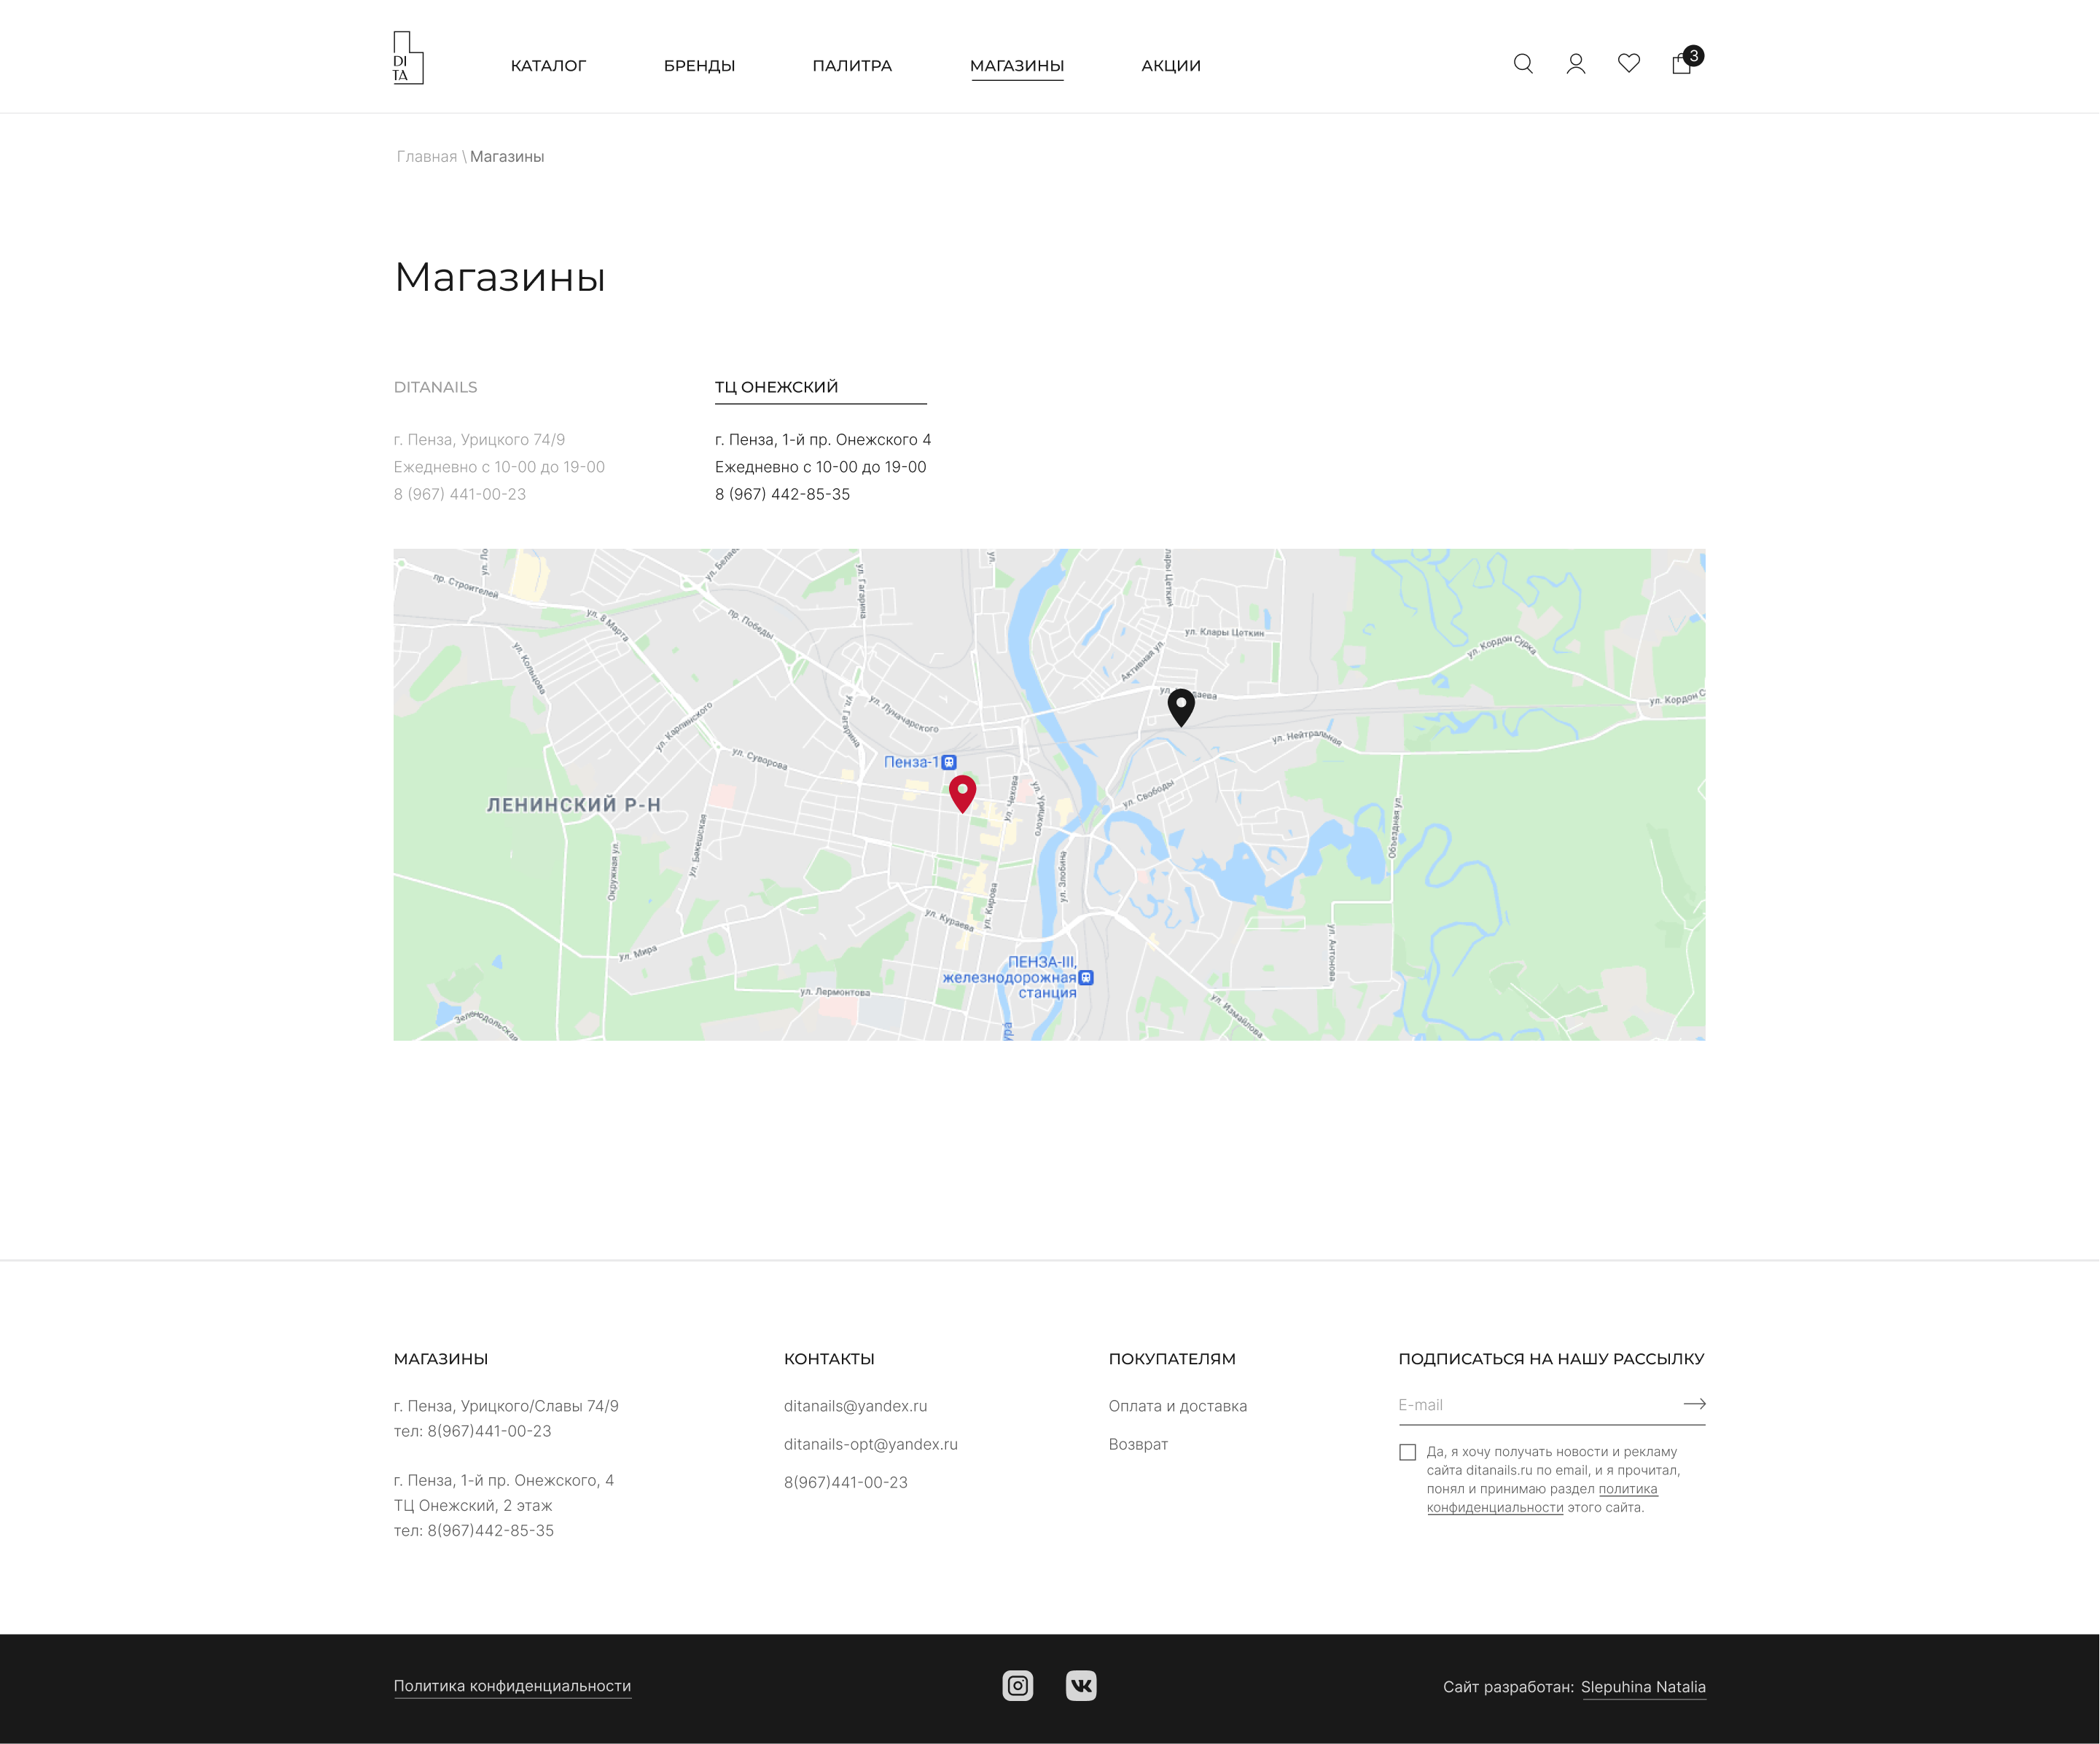 DI
TA
КАТАЛОГ
БРЕНДЫ
ПАЛИТРА
МАГАЗИНЫ
АКЦИИ
3
Главная \ Магазины
Магазины
DITANAILS
г. Пенза, Урицкого 74/9
Ежедневно с 10-00 до 19-00
8 (967) 441-00-23
ТЦ ОНЕЖСКИЙ
г. Пенза, 1-й пр. Онежского 4
Ежедневно с 10-00 до 19-00
8 (967) 442-85-35
пр. Строителей
ул. 8 Марта
пр. Победы
ул. Гагарина
ул. Клары Цеткин
Активная ул.
ул. Кордон Сурка
ул. Кольцова
ул. Карпинского
ул. Гагарина
ул. Луначарского
ул. Суворова
ул. Нейтральная
Пенза-1
ЛЕНИНСКИЙ Р-Н
ул. Чехова
ул. Урицкого
ул. Свободы
Объездная ул.
ул. Бакешская
Окружная ул.
ул. Злобина
ул. Кирова
ул. Кураева
ул. Мира
ул. Антонова
ПЕНЗА-III,
железнодорожная
станция
ул. Лермонтова
ул. Измайлова
Зеленодольская
МАГАЗИНЫ
г. Пенза, Урицкого/Славы 74/9
тел: 8(967)441-00-23
г. Пенза, 1-й пр. Онежского, 4
ТЦ Онежский, 2 этаж
тел: 8(967)442-85-35
КОНТАКТЫ
ditanails@yandex.ru
ditanails-opt@yandex.ru
8(967)441-00-23
ПОКУПАТЕЛЯМ
Оплата и доставка
Возврат
ПОДПИСАТЬСЯ НА НАШУ РАССЫЛКУ
E-mail
Да, я хочу получать новости и рекламу
сайта ditanails.ru по email, и я прочитал,
понял и принимаю раздел политика
конфиденциальности этого сайта.
Политика конфиденциальности
Сайт разработан: Slepuhina Natalia